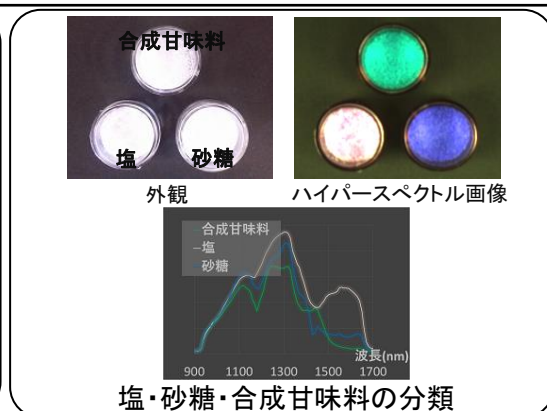 合成甘味料
塩
砂糖
外観
ハイパースペクトル画像
合成甘味料
塩
砂糖
波長(nm)
900 1100 1300 1500 1700
塩・砂糖・合成甘味料の分類